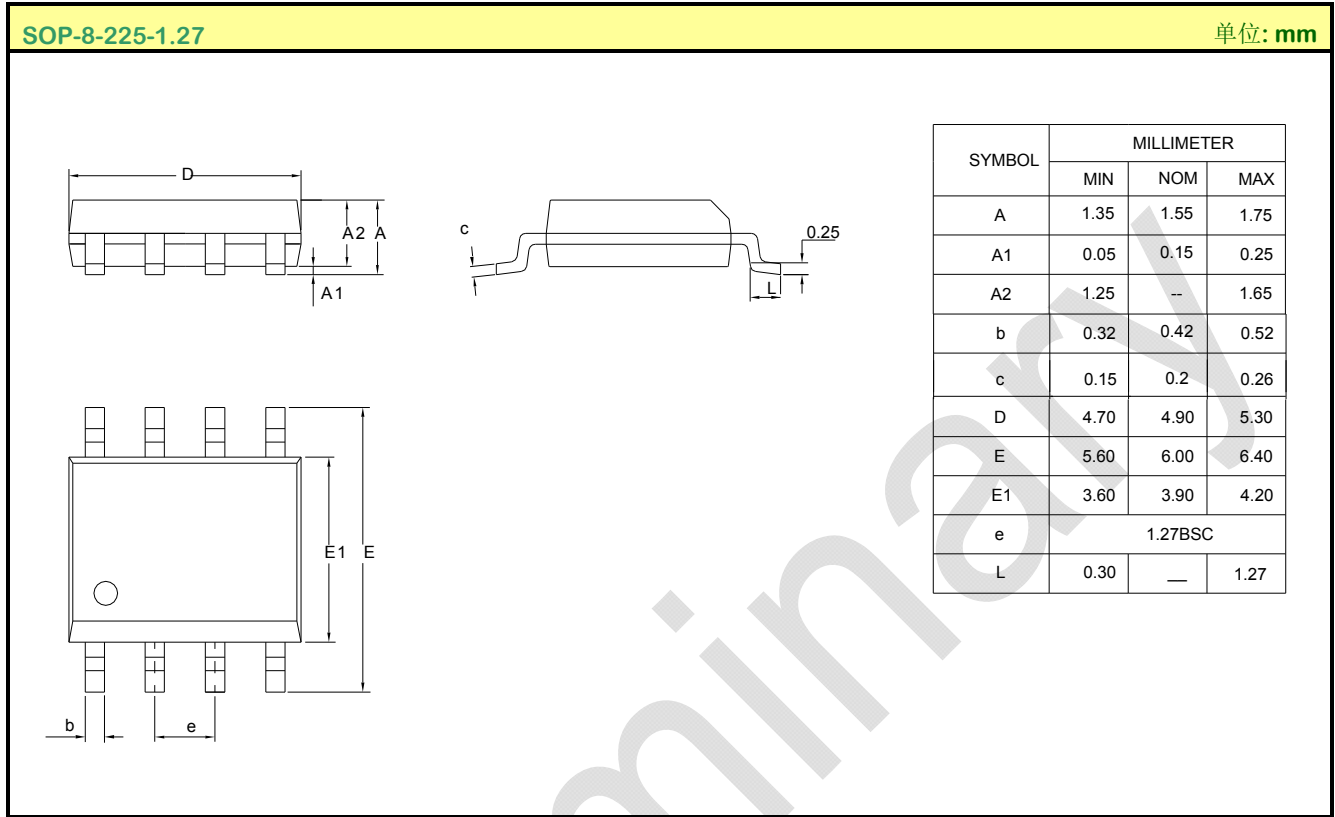 SOP-8-225-1.27 单位: mm
D
A2 A
A1
c
0.25
L
E1 E
b
e
SYMBOL MILLIMETER
MIN NOM MAX
A 1.35 1.55 1.75
A1 0.05 0.15 0.25
A2 1.25 -- 1.65
b 0.32 0.42 0.52
c 0.15 0.2 0.26
D 4.70 4.90 5.30
E 5.60 6.00 6.40
E1 3.60 3.90 4.20
e 1.27BSC
L 0.30 — 1.27
minary